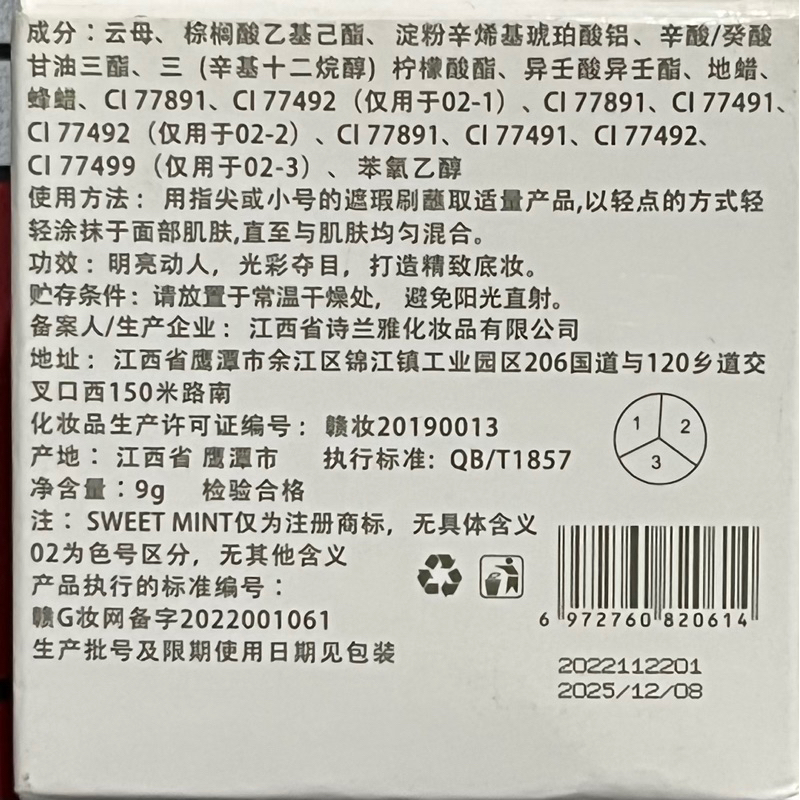 成分：云母、棕榈酸乙基己酯、淀粉辛烯基琥珀酸铝、辛酸/癸酸
甘油三酯、三（辛基十二烷醇）柠檬酸酯、异壬酸异壬酯、地蜡、
蜂蜡、CI 77891、CI 77492（仅用于02-1）、CI 77891、CI 77491、
CI 77492（仅用于02-2）、CI 77891、CI 77491、CI 77492、
CI 77499（仅用于02-3）、苯氧乙醇
使用方法：用指尖或小号的遮瑕刷蘸取适量产品,以轻点的方式轻
轻涂抹于面部肌肤,直至与肌肤均匀混合。
功效：明亮动人，光彩夺目，打造精致底妆。
贮存条件：请放置于常温干燥处，避免阳光直射。
备案人/生产企业：江西省诗兰雅化妆品有限公司
地址：江西省鹰潭市余江区锦江镇工业园区206国道与120乡道交
叉口西150米路南
化妆品生产许可证编号：赣妆20190013
产地：江西省 鹰潭市 执行标准：QB/T1857
净含量：9g 检验合格
注：SWEET MINT仅为注册商标，无具体含义
02为色号区分，无其他含义
产品执行的标准编号：
赣G妆网备字2022001061
生产批号及限期使用日期见包装
1 2
3
6 972760 820614
2022112201
2025/12/08